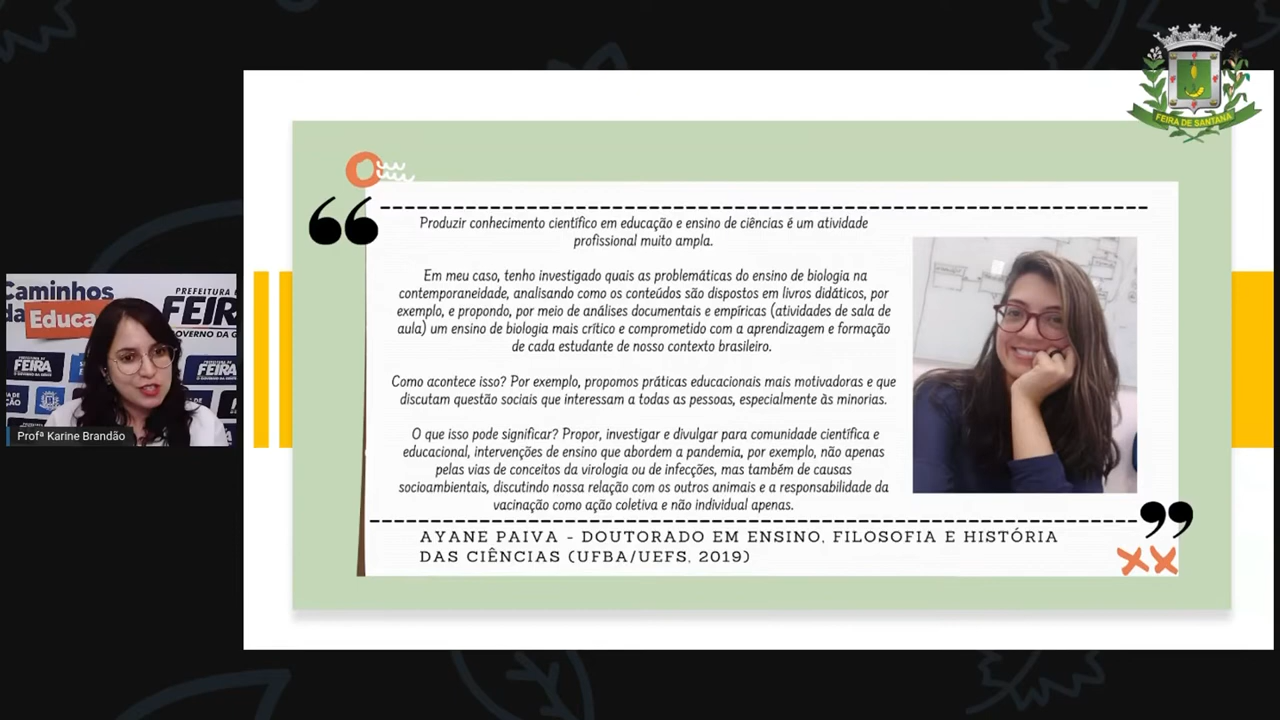 FEIRA DE SANTANA
Produzir conhecimento científico em educação e ensino de ciências é um atividade
profissional muito ampla.
Em meu caso, tenho investigado quais as problemáticas do ensino de biologia na
contemporaneidade, analisando como os conteúdos são dispostos em livros didáticos, por
exemplo, e propondo, por meio de análises documentais e empíricas (atividades de sala de
aula) um ensino de biologia mais crítico e comprometido com a aprendizagem e formação
de cada estudante de nosso contexto brasileiro.
Como acontece isso? Por exemplo, propomos práticas educacionais mais motivadoras e que
discutam questão sociais que interessam a todas as pessoas, especialmente às minorias.
O que isso pode significar? Propor, investigar e divulgar para comunidade científica e
educacional, intervenções de ensino que abordem a pandemia, por exemplo, não apenas
pelas vias de conceitos da virologia ou de infecções, mas também de causas
socioambientais, discutindo nossa relação com os outros animais e a responsabilidade da
vacinação como ação coletiva e não individual apenas.
AYANE PAIVA - DOUTORADO EM ENSINO, FILOSOFIA E HISTÓRIA
DAS CIÊNCIAS (UFBA/UEFS, 2019)
Caminhos
da Educa
PREFEITURA
FEIR
GOVERNO DA
FEIRA
Profª Karine Brandão